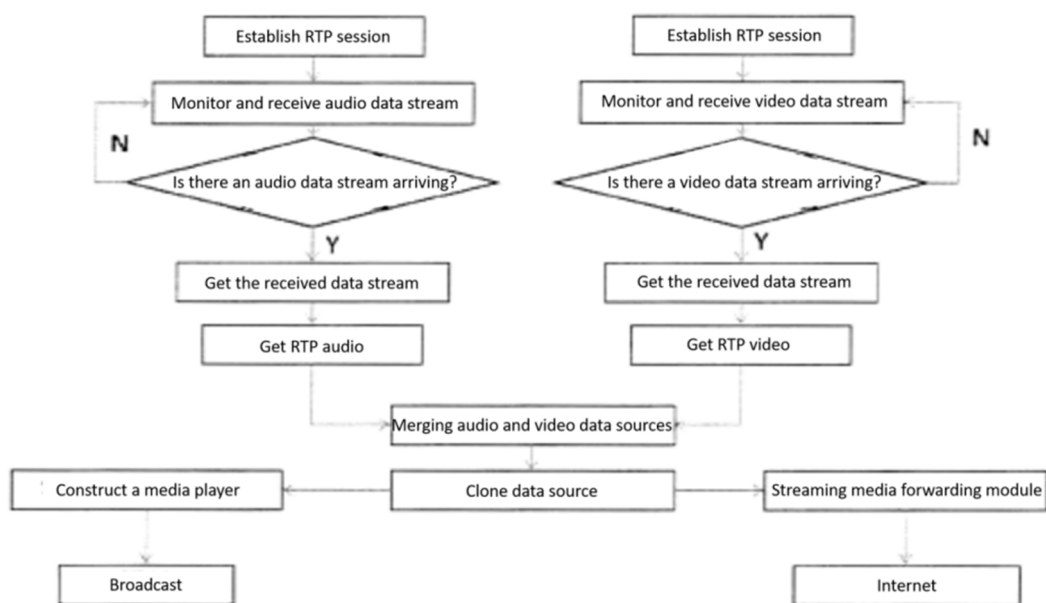 Establish RTP session
Establish RTP session
Monitor and receive audio data stream
Monitor and receive video data stream
N
N
Is there an audio data stream arriving?
Is there a video data stream arriving?
Y
Y
Get the received data stream
Get the received data stream
Get RTP audio
Get RTP video
Merging audio and video data sources
Construct a media player
Clone data source
Streaming media forwarding module
Broadcast
Internet